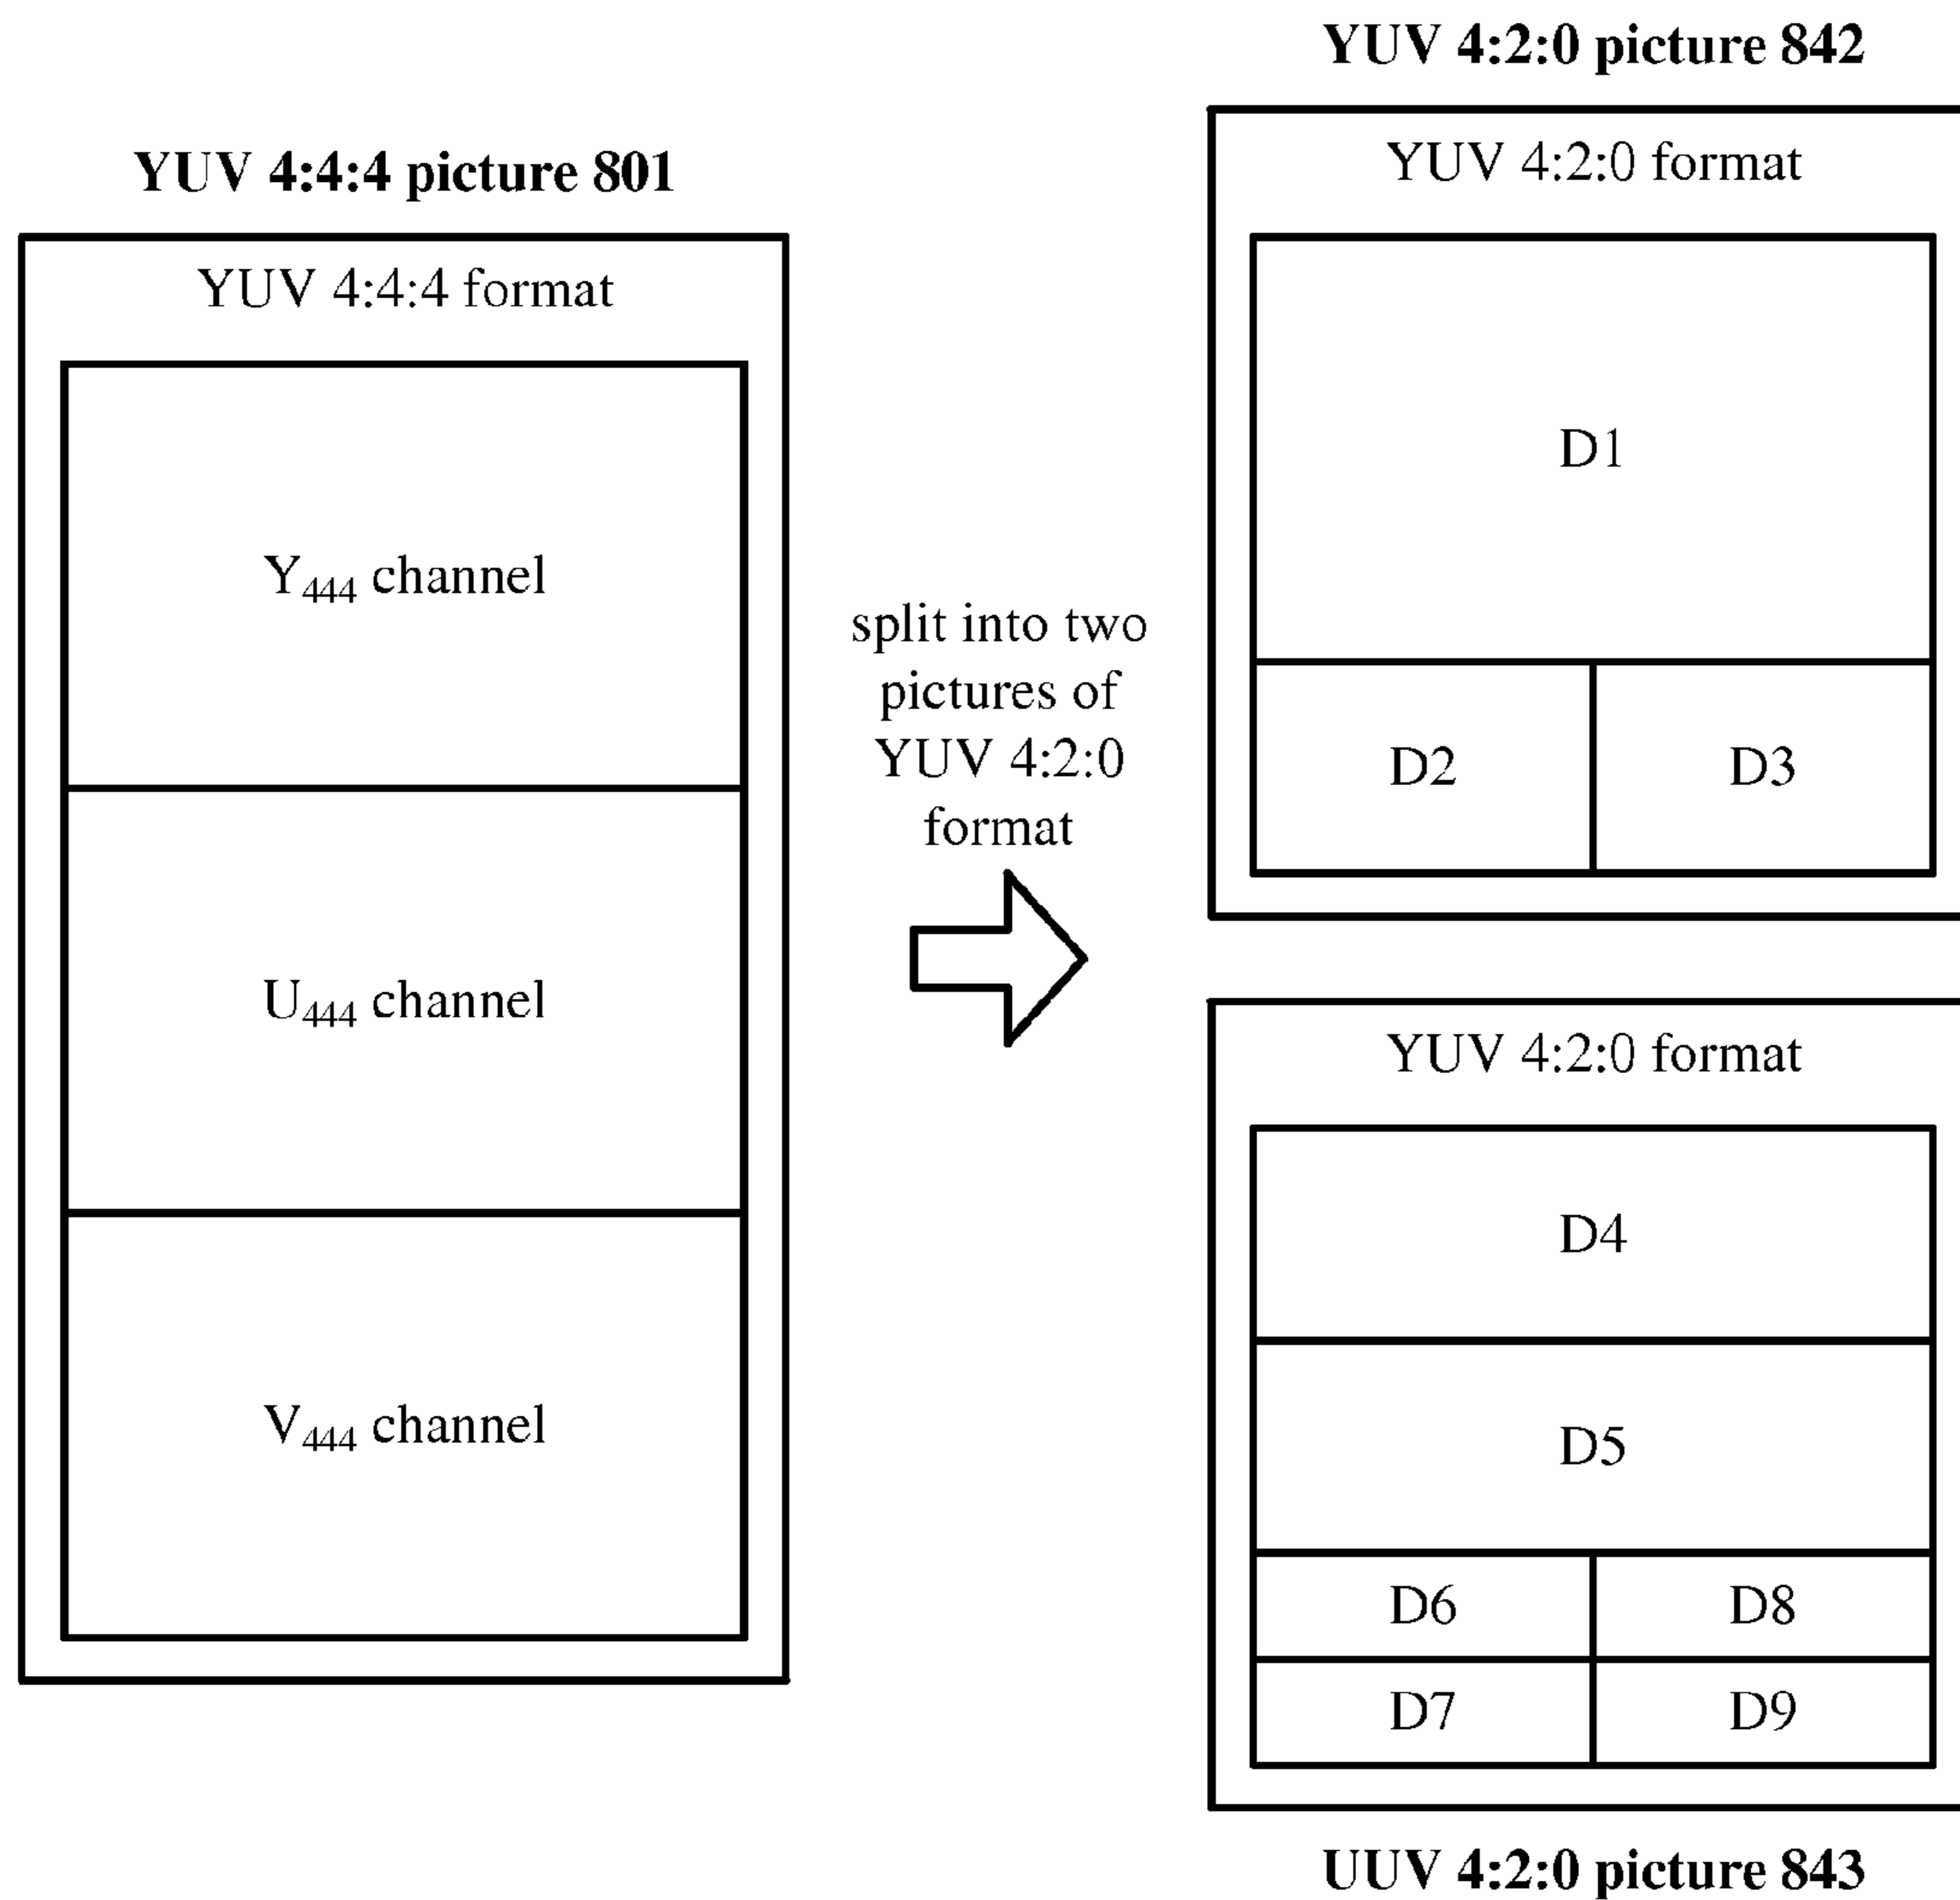 YUV 4:4:4 picture 801
YUV 4:4:4 format
Y444 channel
U444 channel
V444 channel
split into two
pictures of
YUV 4:2:0
format
YUV 4:2:0 picture 842
YUV 4:2:0 format
D1
D2 D3
YUV 4:2:0 format
D4
D5
D6 D8
D7 D9
UUV 4:2:0 picture 843